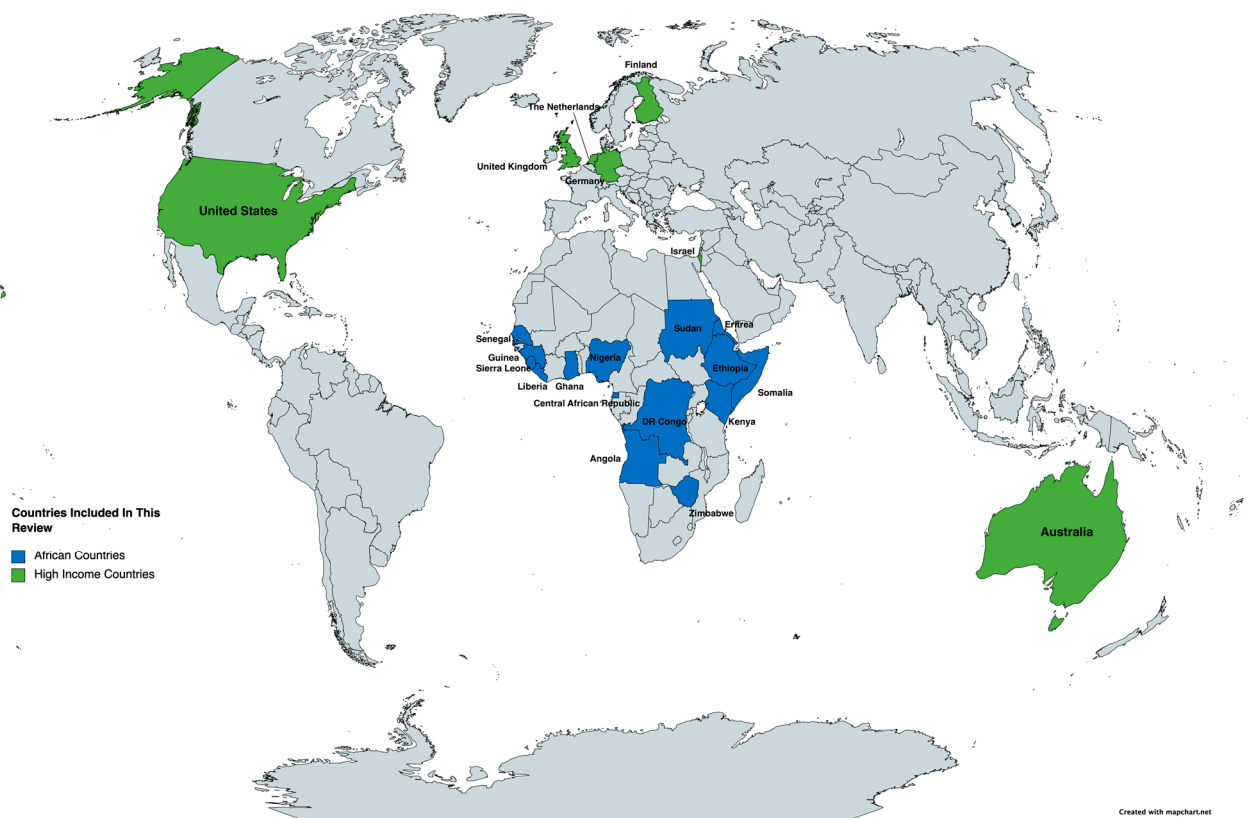 Finland
The Netherlands
United Kingdom
Germany
United States
Israel
Senegal
Sudan
Eritrea
Guinea
Nigeria
Sierra Leone
Ethiopia
Liberia
Ghana
Somalia
Central African Republic
DR Congo
Kenya
Angola
Zimbabwe
Australia
Countries Included In This
Review
African Countries
High Income Countries
Created with mapchart.net